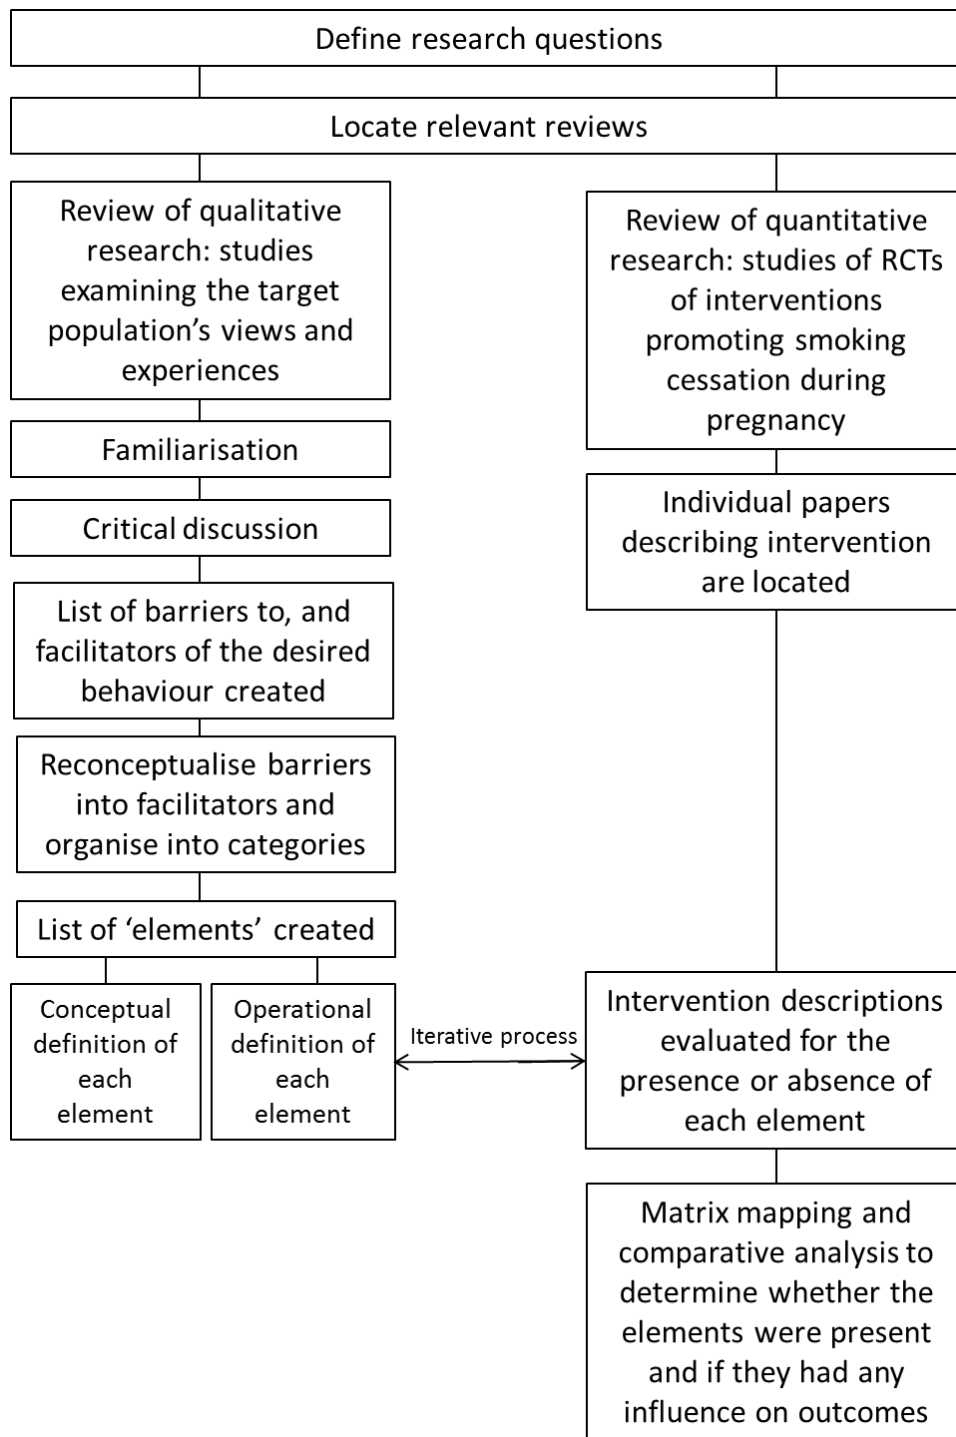 Define research questions
Locate relevant reviews
Review of qualitative
research: studies
examining the target
population’s views and
experiences
Familiarisation
Critical discussion
List of barriers to, and
facilitators of the desired
behaviour created
Reconceptualise barriers
into facilitators and
organise into categories
List of ‘elements’ created
Conceptual
definition of
each
element
Operational
definition of
each
element
Iterative process
Review of quantitative
research: studies of RCTs
of interventions
promoting smoking
cessation during
pregnancy
Individual papers
describing intervention
are located
Intervention descriptions
evaluated for the
presence or absence of
each element
Matrix mapping and
comparative analysis to
determine whether the
elements were present
and if they had any
influence on outcomes